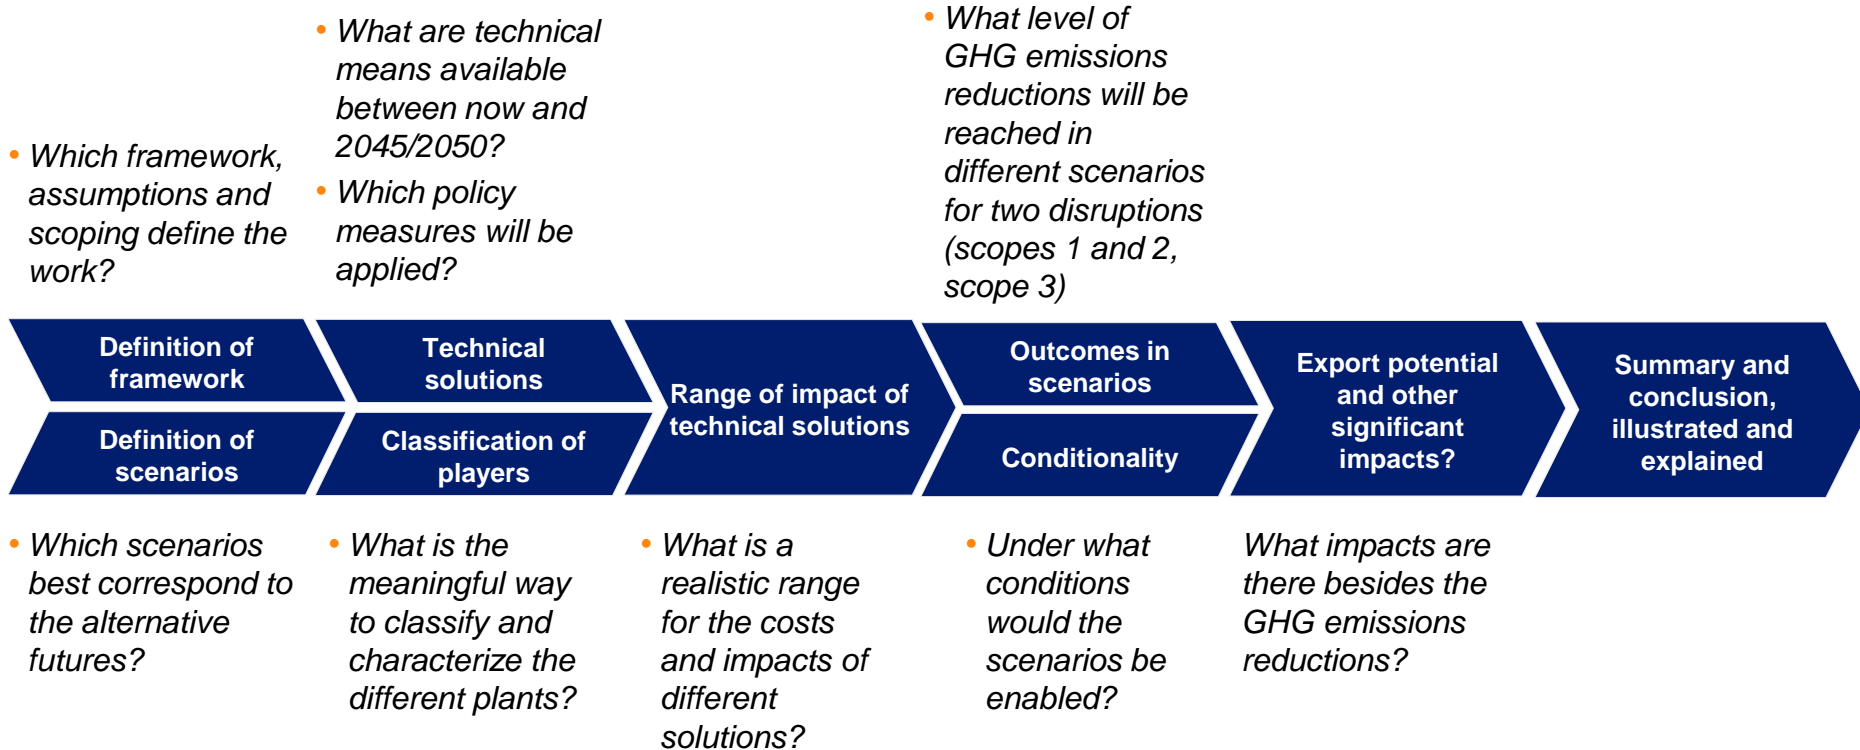 • Which framework,
assumptions and
scoping define the
work?
• What are technical
means available
between now and
2045/2050?
• Which policy
measures will be
applied?
• What level of
GHG emissions
reductions will be
reached in
different scenarios
for two disruptions
(scopes 1 and 2,
scope 3)
Definition of
framework
Definition of
scenarios
Technical
solutions
Classification of
players
Range of impact of
technical solutions
Outcomes in
scenarios
Conditionality
Export potential
and other
significant
impacts?
Summary and
conclusion,
illustrated and
explained
• Which scenarios
best correspond to
the alternative
futures?
• What is the
meaningful way
to classify and
characterize the
different plants?
• What is a
realistic range
for the costs
and impacts of
different
solutions?
• Under what
conditions
would the
scenarios be
enabled?
What impacts are
there besides the
GHG emissions
reductions?